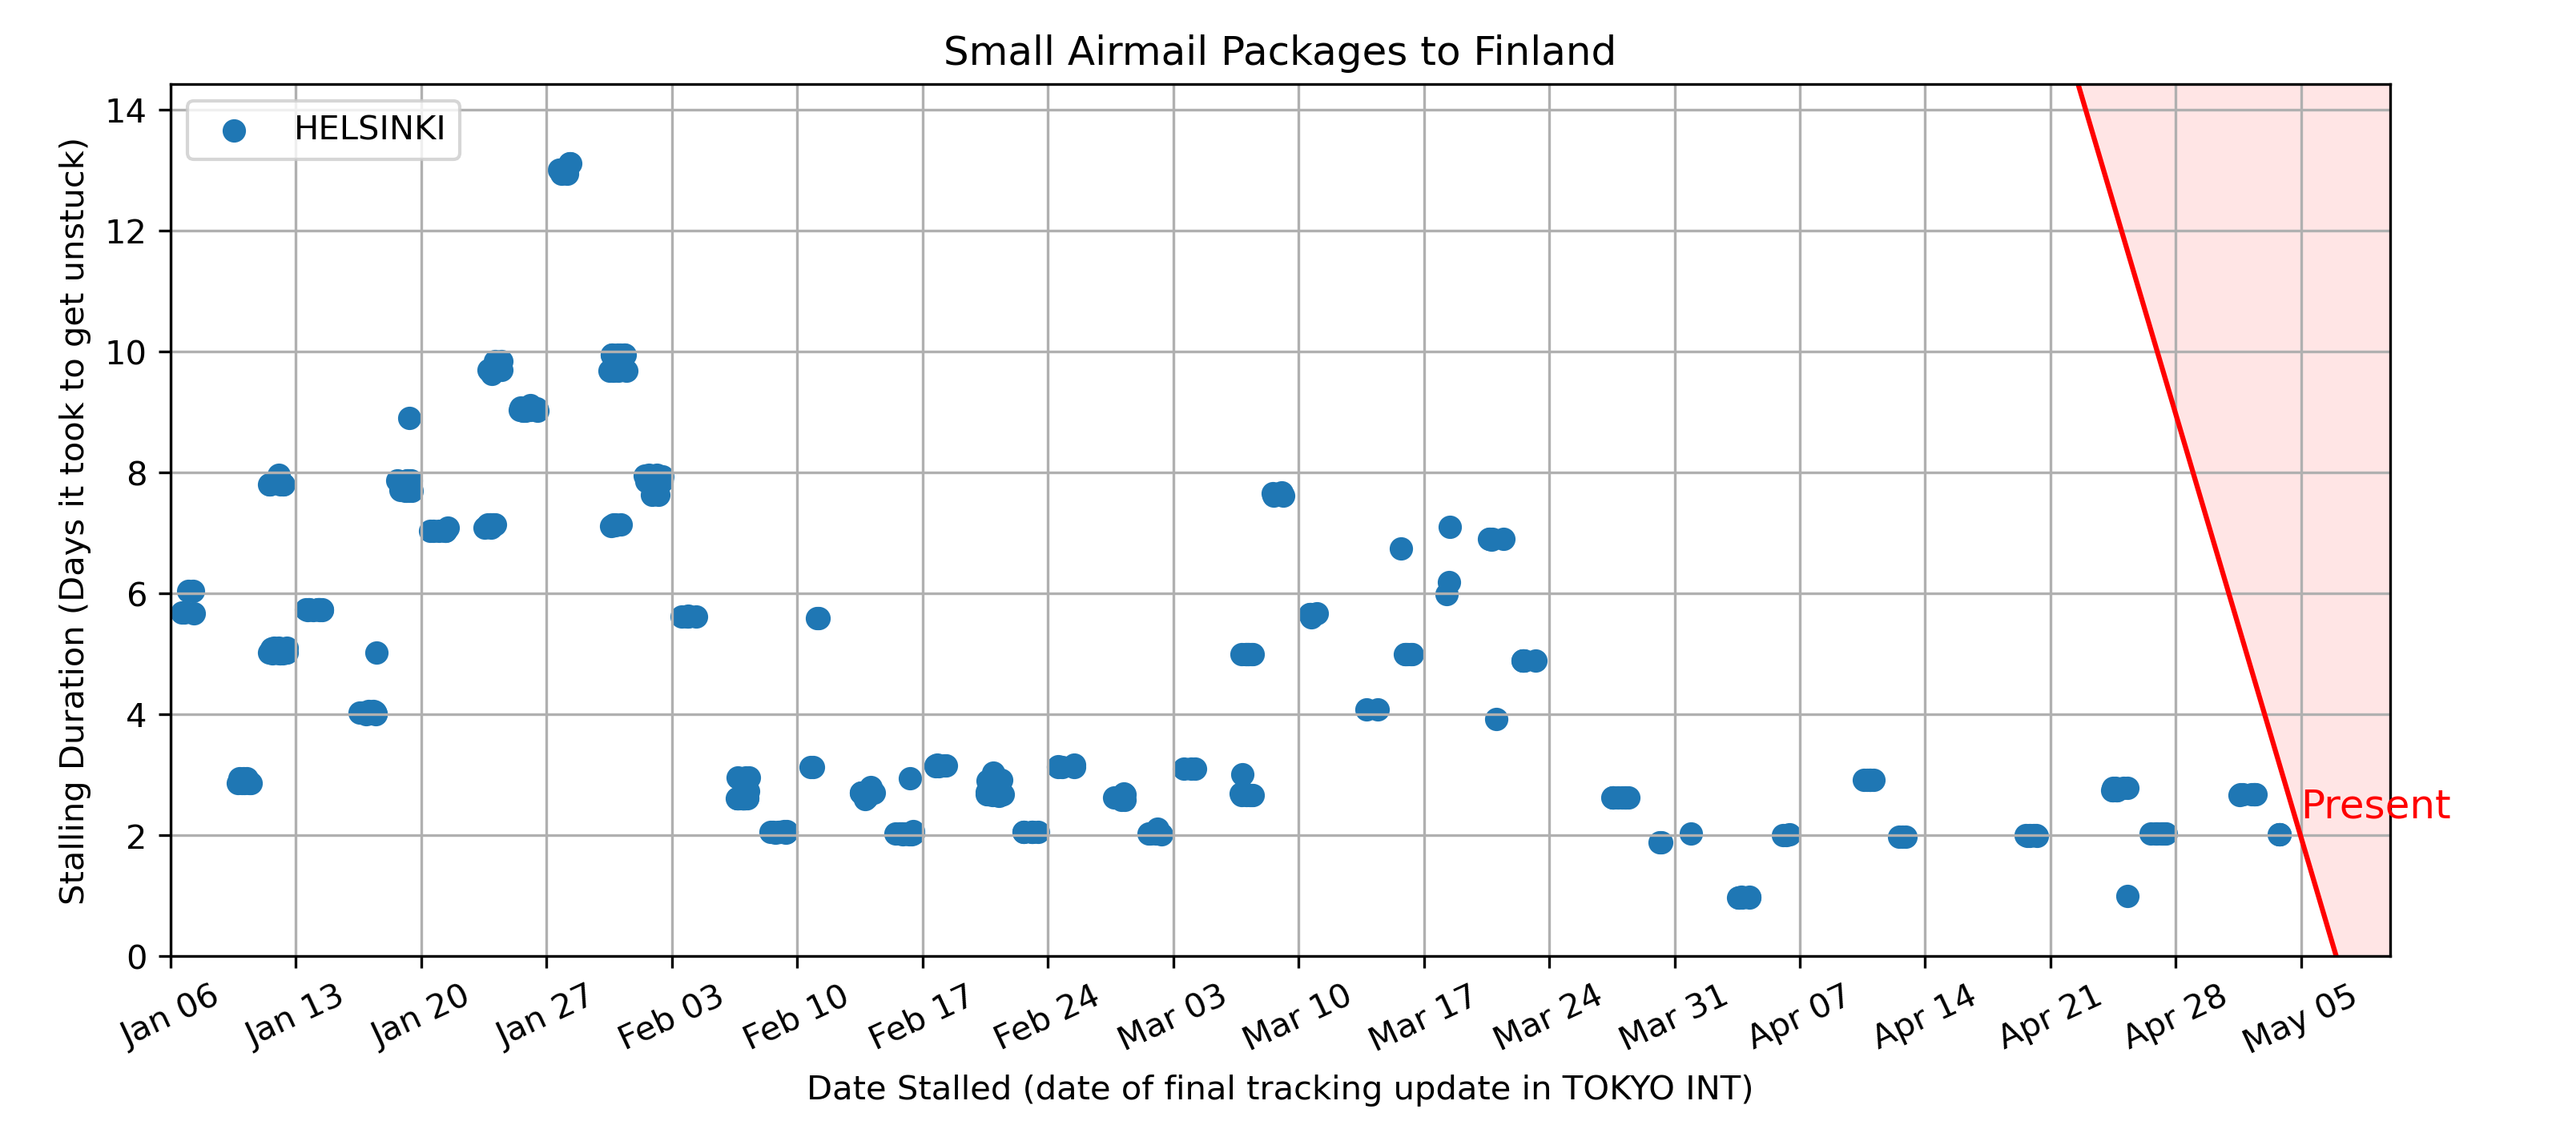 Small Airmail Packages to Finland
HELSINKI
Stalling Duration (Days it took to get unstuck)
14
12
10
8
6
4
2
0
Present
Jan 06
Jan 13
Jan 20
Jan 27
Feb 03
Feb 10
Feb 17
Feb 24
Mar 03
Mar 10
Mar 17
Mar 24
Mar 31
Apr 07
Apr 14
Apr 21
Apr 28
May 05
Date Stalled (date of final tracking update in TOKYO INT)